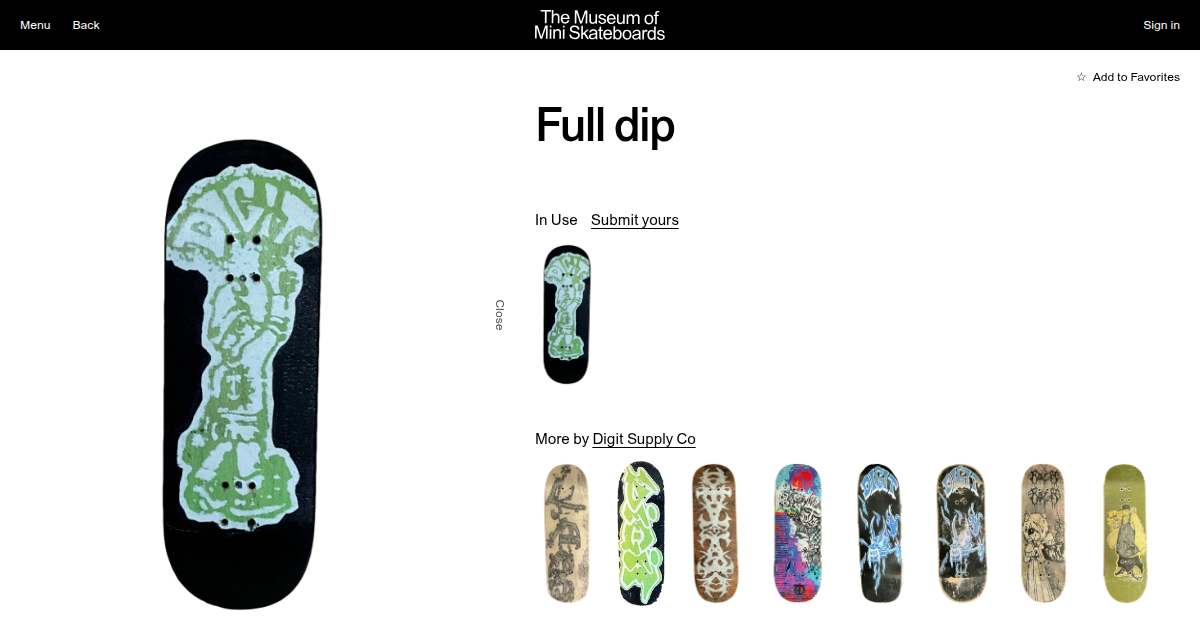 Menu
Back
The Museum of
Mini Skateboards
Sign in
☆ Add to Favorites
Full dip
In Use
Submit yours
Close
More by Digit Supply Co